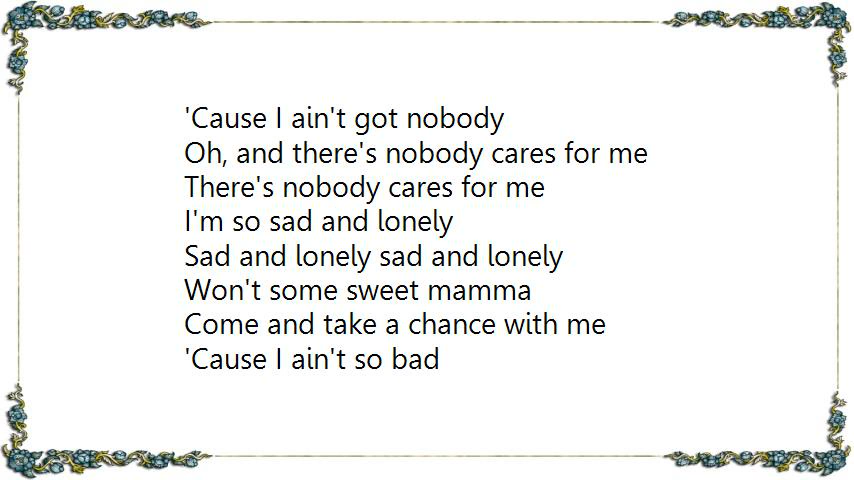 'Cause I ain't got nobody
Oh, and there's nobody cares for me
There's nobody cares for me
I'm so sad and lonely
Sad and lonely sad and lonely
Won't some sweet mamma
Come and take a chance with me
'Cause I ain't so bad